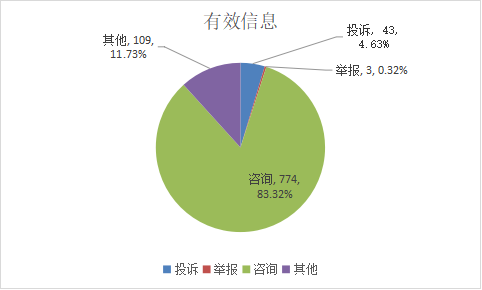 有效信息
其他, 109,
11.73%
投诉, 43,
4.63%
举报, 3, 0.32%
咨询, 774,
83.32%
投诉 举报 咨询 其他